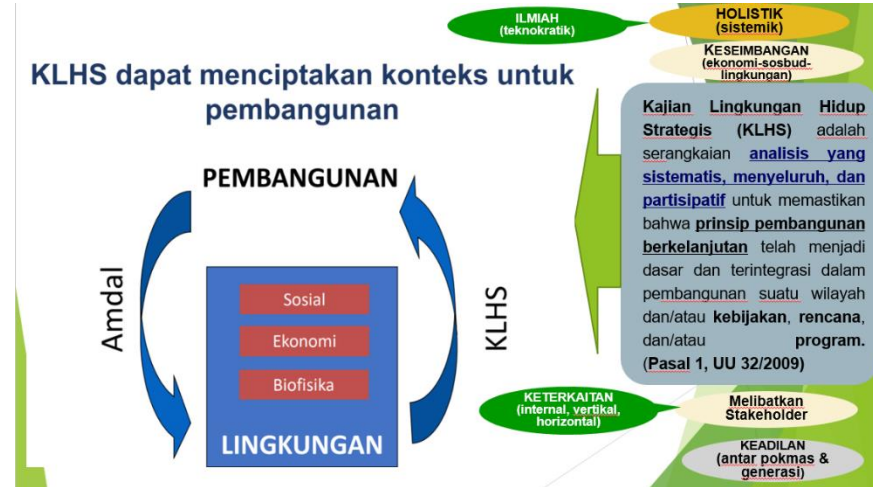 ILMIAH
(teknokratik)
HOLISTIK
(sistemik)
KESEIMBANGAN
(ekonomi-sosbud-
lingkungan)
KLHS dapat menciptakan konteks untuk
pembangunan
PEMBANGUNAN
Amdal
Sosial
Ekonomi
Biofisika
LINGKUNGAN
KLHS
Kajian Lingkungan Hidup
Strategis (KLHS) adalah
serangkaian analisis yang
sistematis, menyeluruh, dan
partisipatif untuk memastikan
bahwa prinsip pembangunan
berkelanjutan telah menjadi
dasar dan terintegrasi dalam
pembangunan suatu wilayah
dan/atau kebijakan, rencana,
dan/atau program.
(Pasal 1, UU 32/2009)
KETERKAITAN
(internal, vertikal,
horizontal)
Melibatkan
Stakeholder
KEADILAN
(antar pokmas &
generasi)